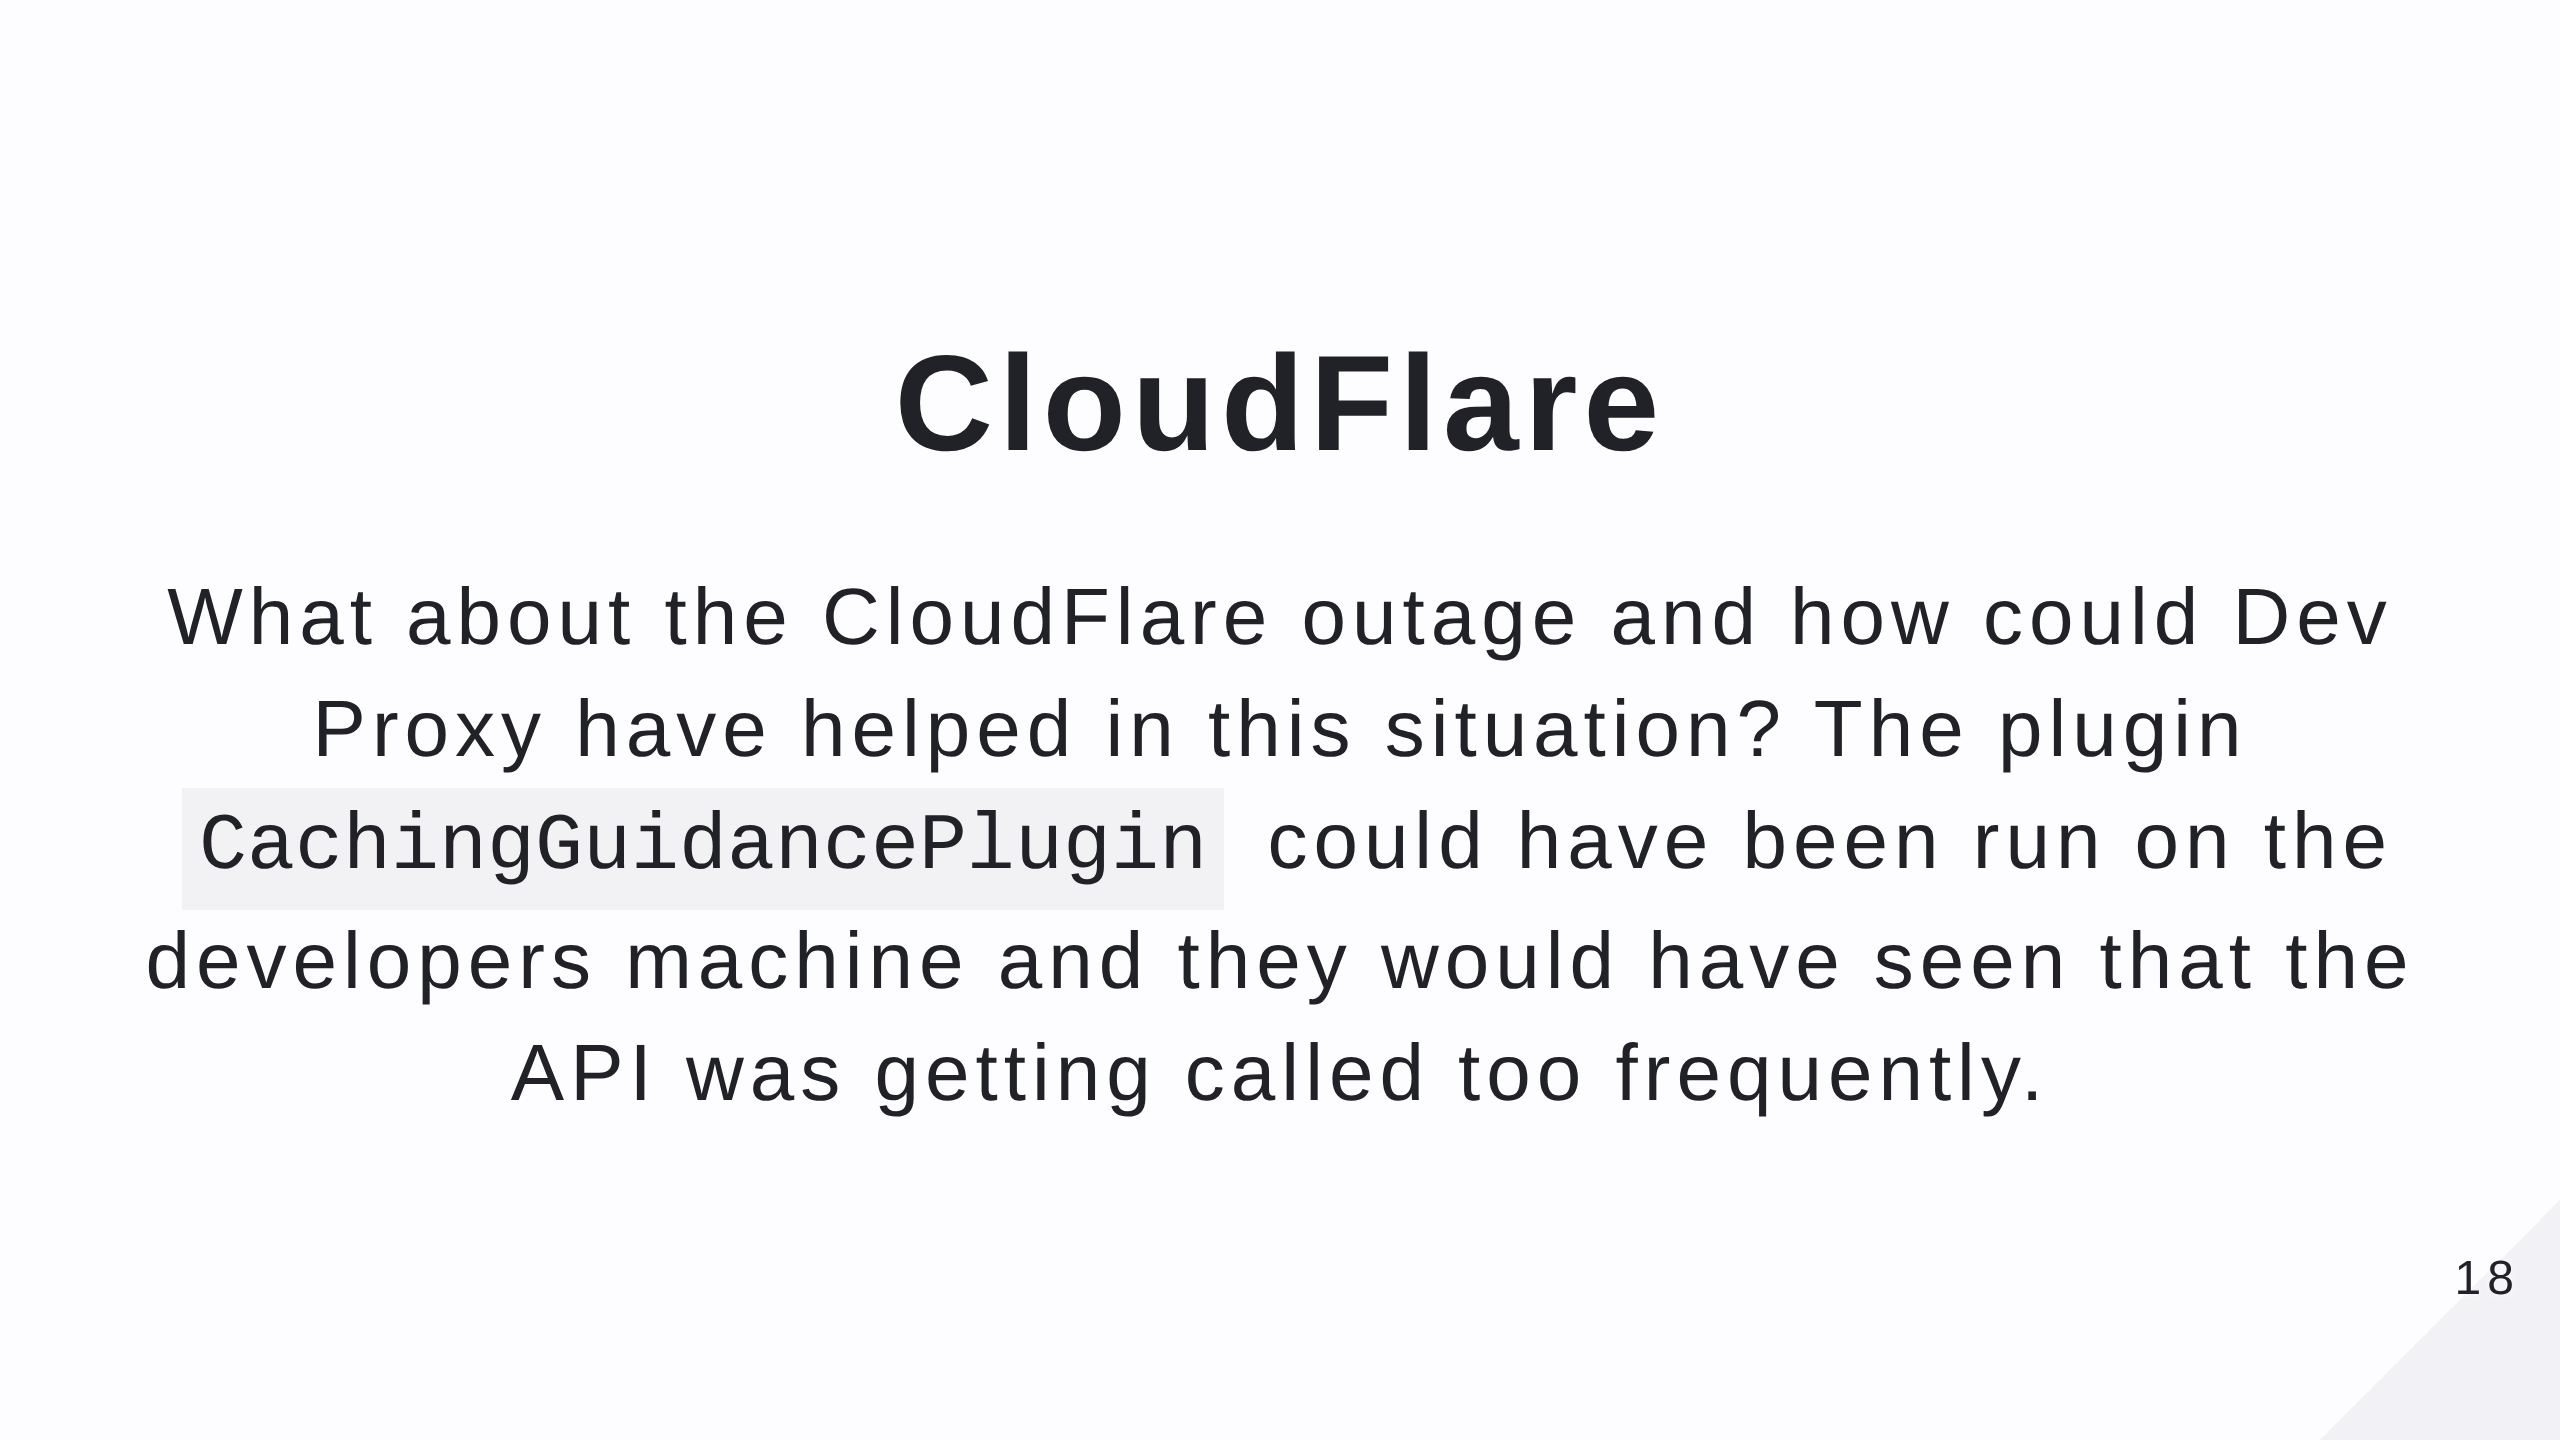 CloudFlare
What about the CloudFlare outage and how could Dev
Proxy have helped in this situation? The plugin
CachingGuidancePlugin could have been run on the
developers machine and they would have seen that the
API was getting called too frequently.
18